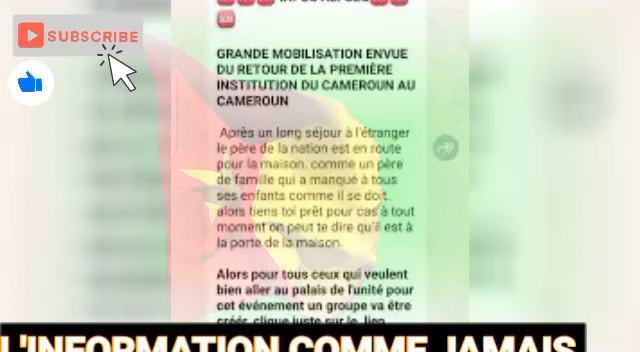 SUBSCRIBE
GRANDE MOBILISATION ENVUE
DU RETOUR DE LA PREMIÈRE
INSTITUTION DU CAMEROUN AU
CAMEROUN
Après un long séjour à l'étranger
le père de la nation est en route
pour la maison. comme un père
de famille qui a manqué à tous
ses enfants comme il se doit.
alors tiens toi prêt pour cas à tout
moment on peut te dire qu'il est à
la porte de la maison.
Alors pour tous ceux qui veulent
bien aller au palais de l'unité pour
cet événement un groupe va être
créé. clique juste sur le lien
L'INFORMATION COMME JAMAIS